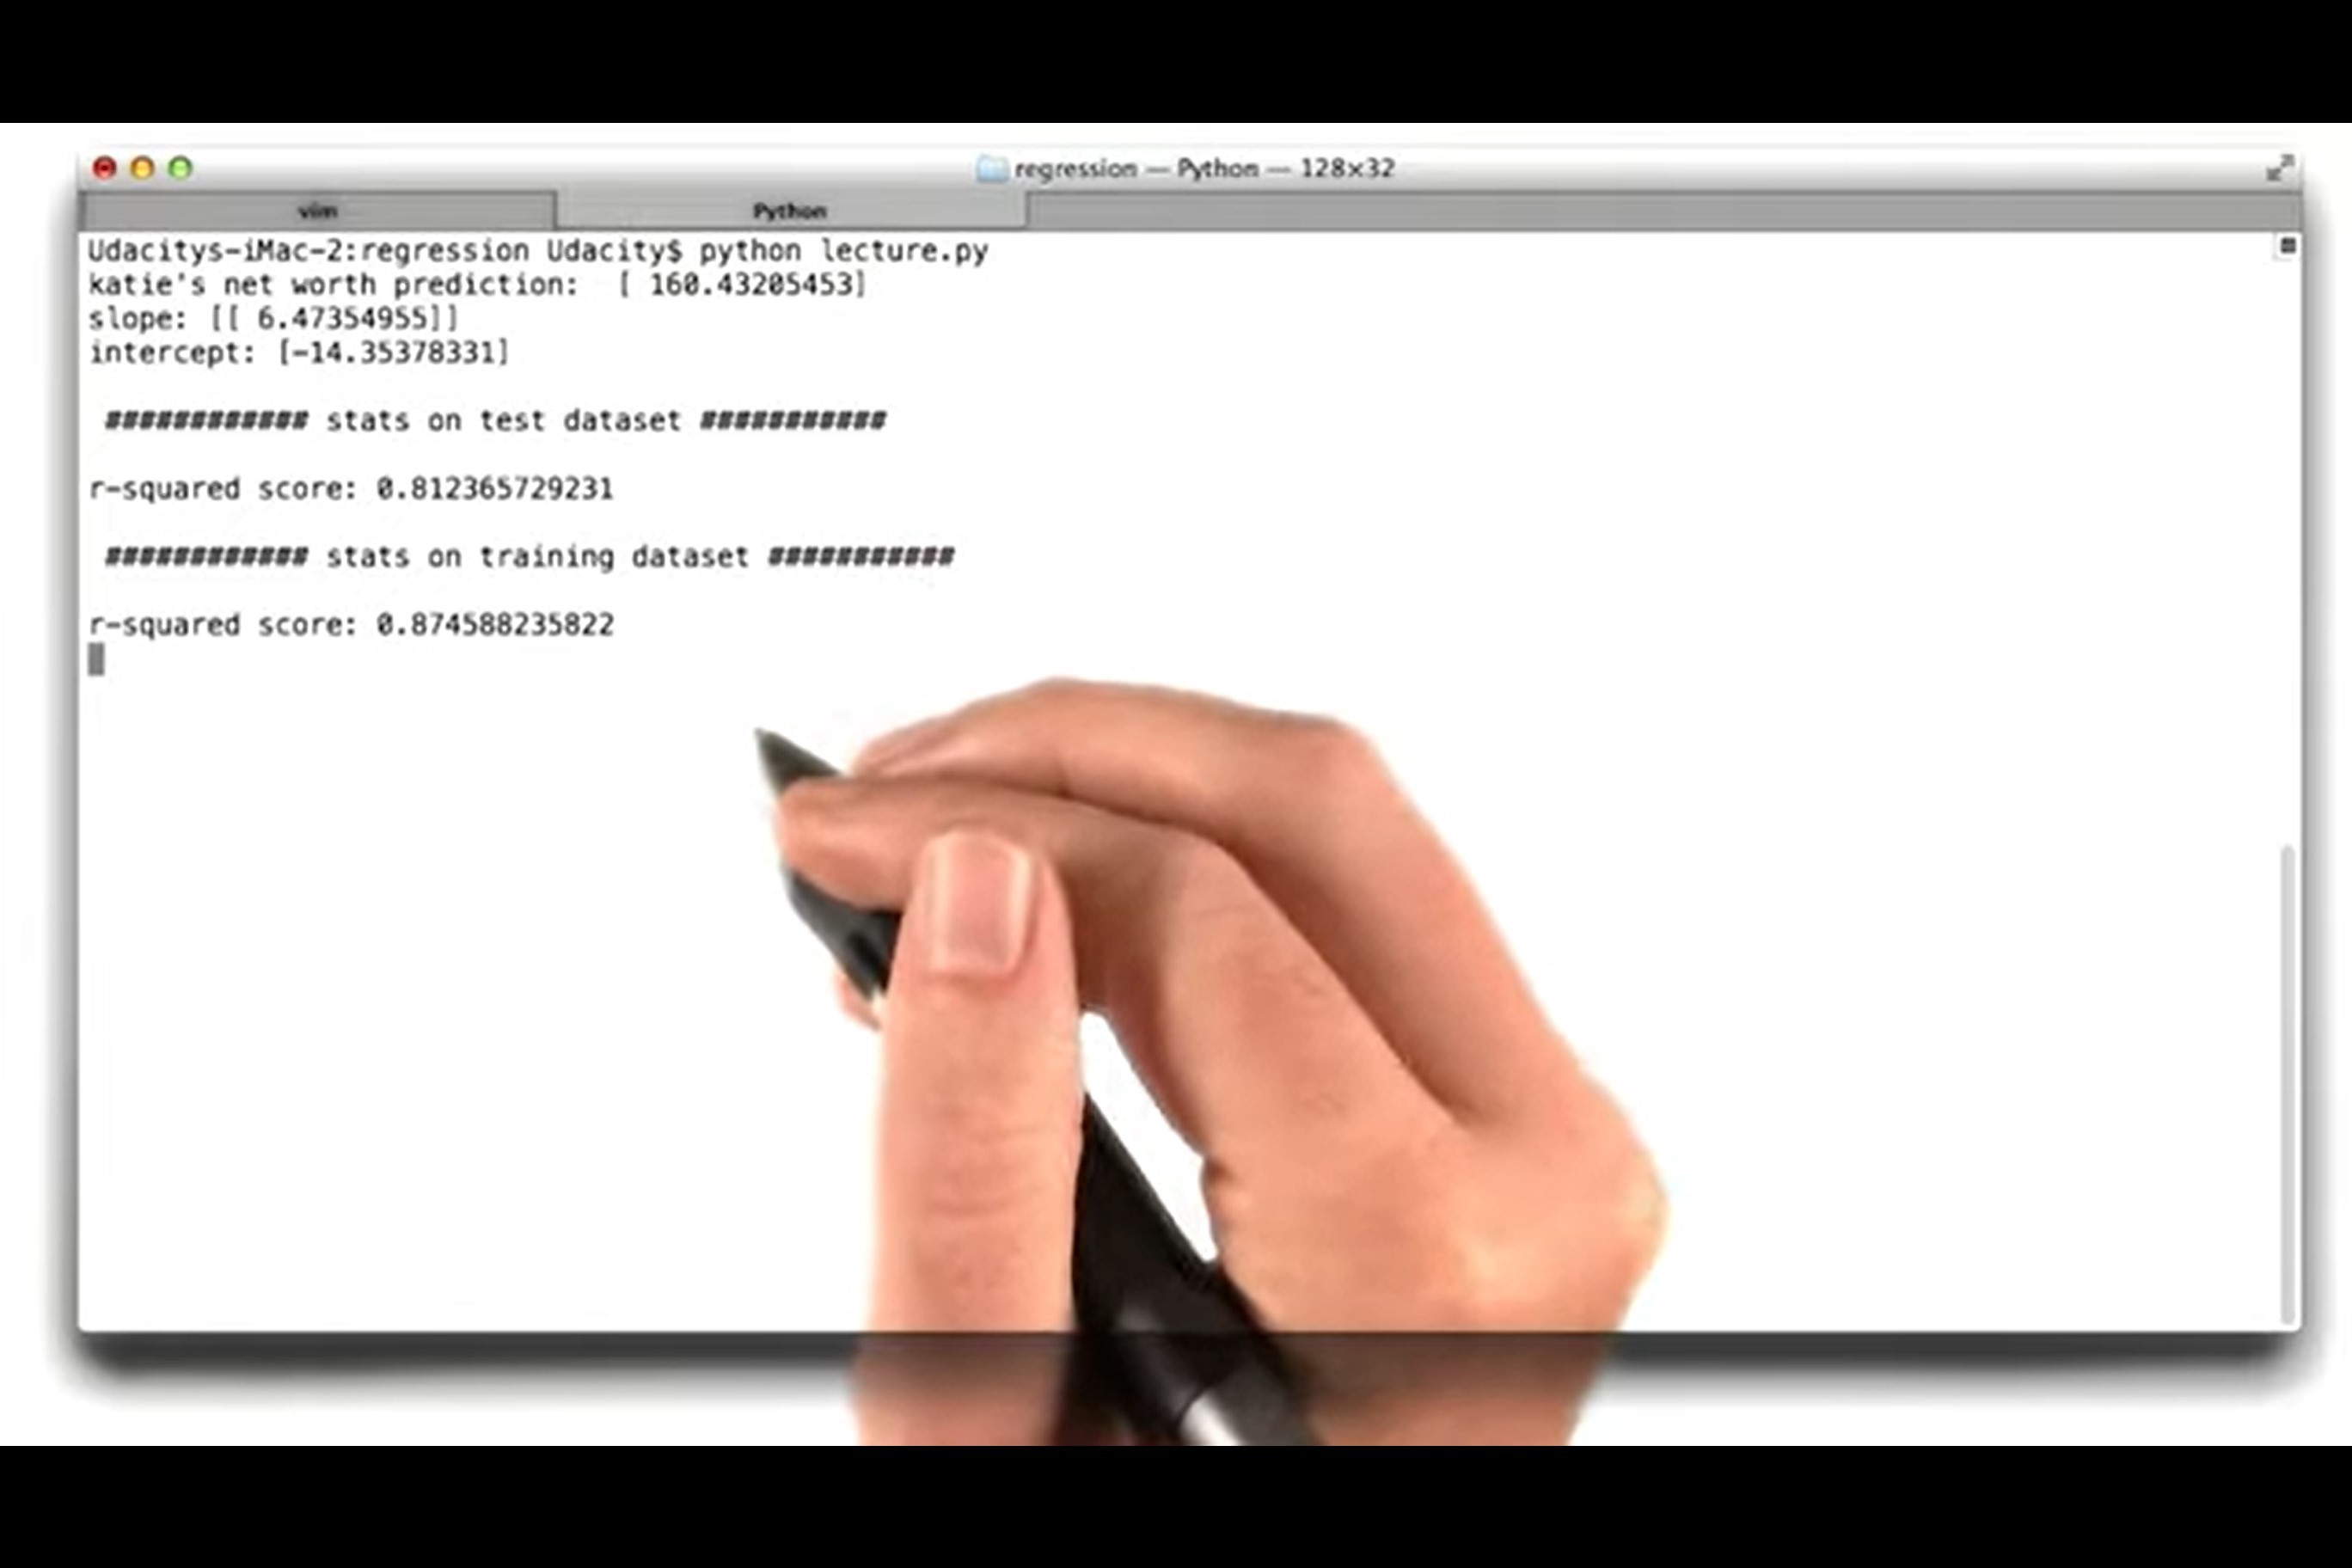 regression — Python — 128×32
vim Python
Udacitys-iMac-2:regression Udacity$ python lecture.py
katie's net worth prediction:  [ 160.43205453]
slope: [[ 6.47354955]]
intercept: [-14.35378331]
############ stats on test dataset ###########
r-squared score: 0.812365729231
############ stats on training dataset ###########
r-squared score: 0.874588235822